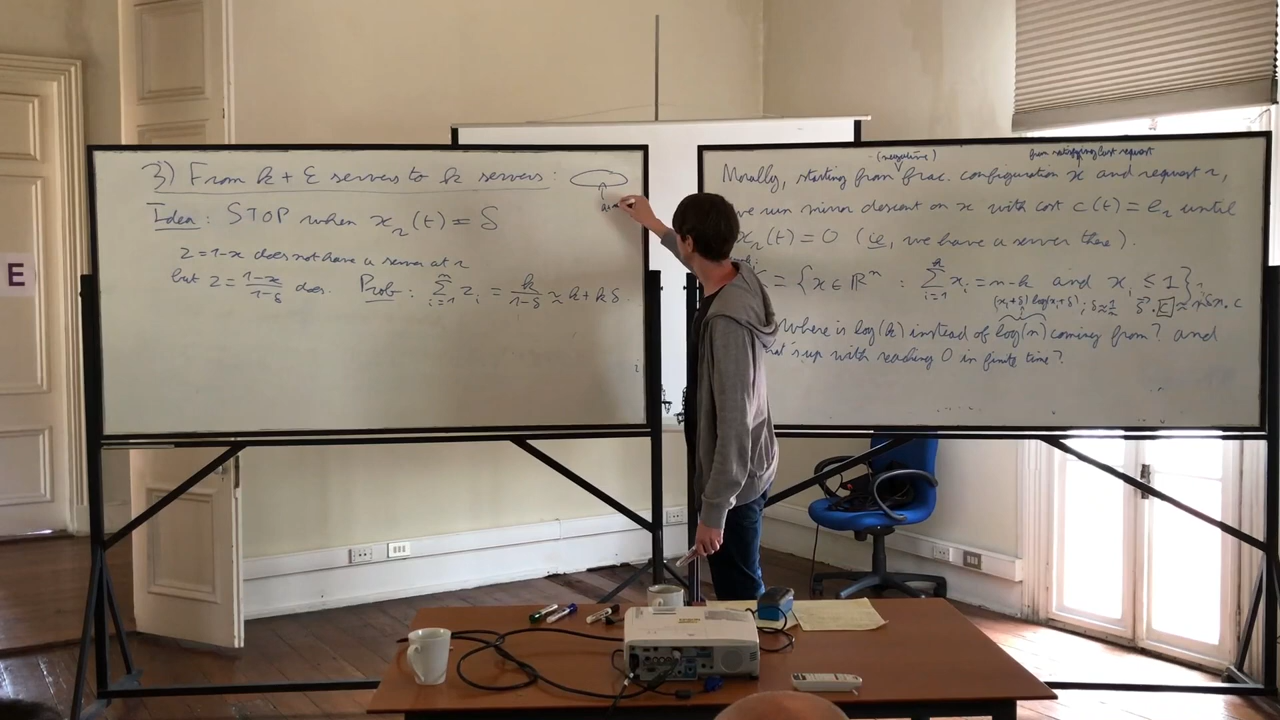 3) From k + ε servers to k servers:
Idea: STOP when x_r(t) = δ
z = 1-x does not have a server at r
but z = (1-x)/(1-δ) does. Prob: Σ_{i=1}^n z_i = k/(1-δ) ≈ k + kδ.
E
(negative)
from satisfying last request
Morally, starting from frac. configuration x and request r,
we run mirror descent on x with cost c(t) = e_r until
x_r(t) = 0 (ie, we have a server there).
= {x ∈ ℝ^n : Σ_{i=1}^n x_i = n-k and x_i ≤ 1}
(x_i+δ) log(x_i+δ)
Where is log(k) instead of log(n) coming from? and
what's up with reaching 0 in finite time?